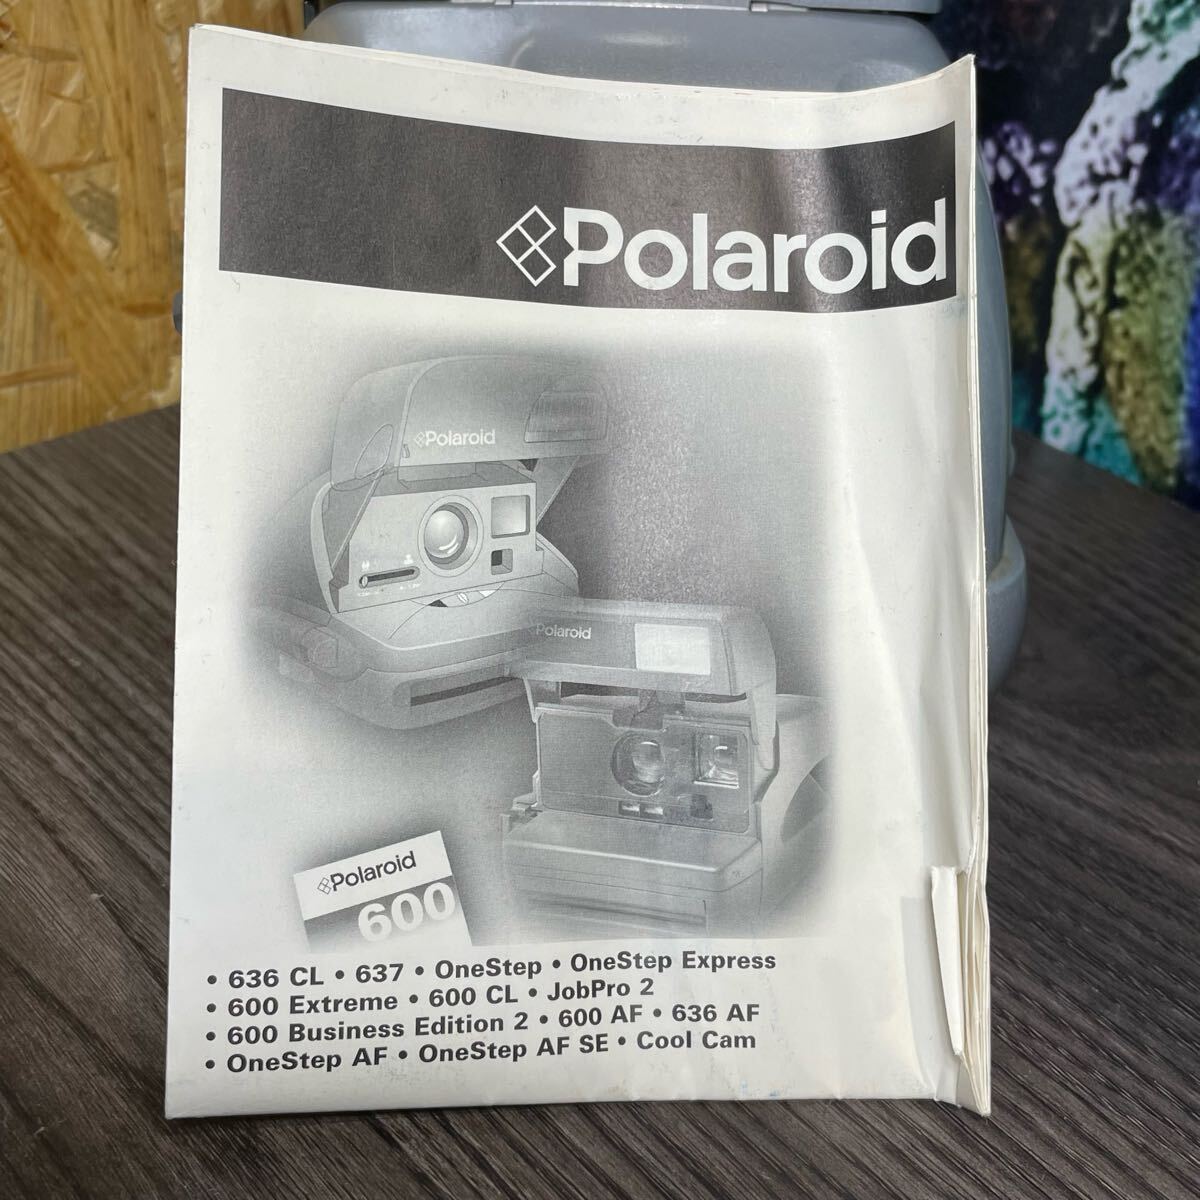 Polaroid
Polaroid
Polaroid
Polaroid
600
• 636 CL • 637 • OneStep • OneStep Express
• 600 Extreme • 600 CL • JobPro 2
• 600 Business Edition 2 • 600 AF • 636 AF
• OneStep AF • OneStep AF SE • Cool Cam